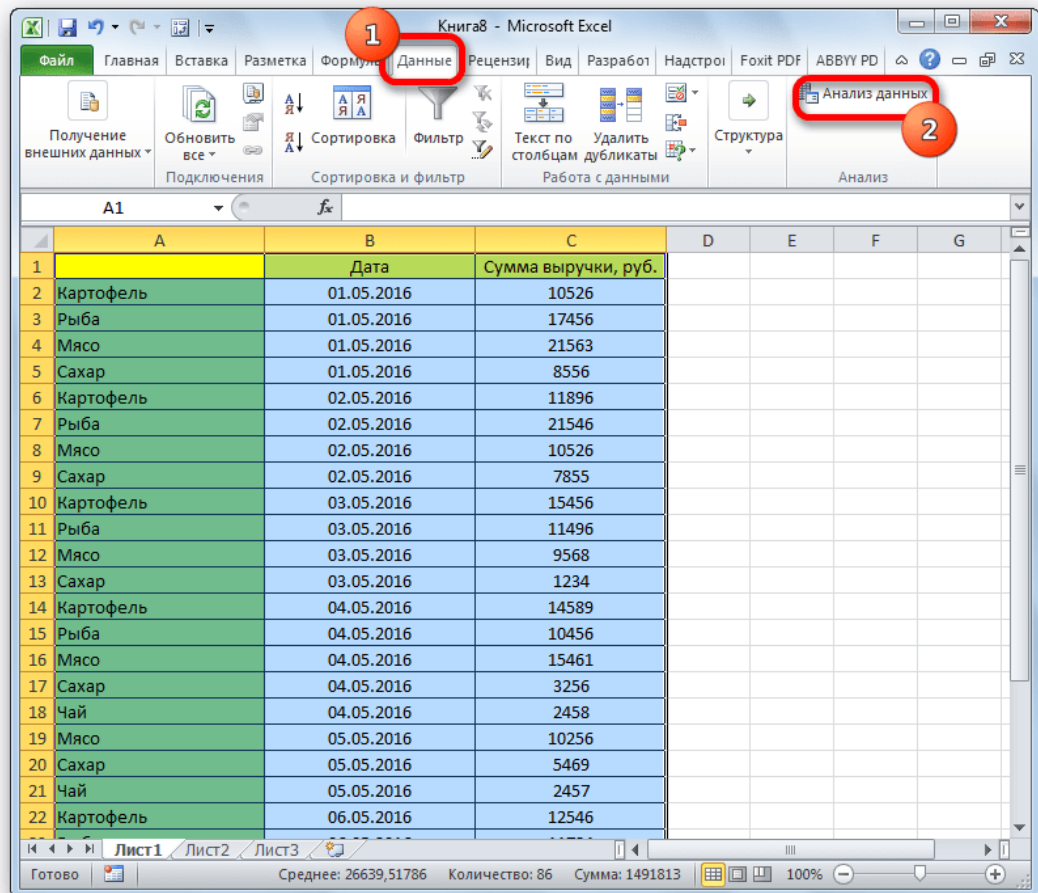 Книга8 - Microsoft Excel
1
Файл Главная Вставка Разметка Формулы Данные Рецензир Вид Разработ Надстрои Foxit PDF ABBYY PD
Получение внешних данных
Обновить все
Подключения
Сортировка
Фильтр
Сортировка и фильтр
Текст по столбцам
Удалить дубликаты
Работа с данными
Структура
Анализ данных
2
Анализ
A1 fx
A B C D E F G
1 Дата Сумма выручки, руб.
2 Картофель 01.05.2016 10526
3 Рыба 01.05.2016 17456
4 Мясо 01.05.2016 21563
5 Сахар 01.05.2016 8556
6 Картофель 02.05.2016 11896
7 Рыба 02.05.2016 21546
8 Мясо 02.05.2016 10526
9 Сахар 02.05.2016 7855
10 Картофель 03.05.2016 15456
11 Рыба 03.05.2016 11496
12 Мясо 03.05.2016 9568
13 Сахар 03.05.2016 1234
14 Картофель 04.05.2016 14589
15 Рыба 04.05.2016 10456
16 Мясо 04.05.2016 15461
17 Сахар 04.05.2016 3256
18 Чай 04.05.2016 2458
19 Мясо 05.05.2016 10256
20 Сахар 05.05.2016 5469
21 Чай 05.05.2016 2457
22 Картофель 06.05.2016 12546
Лист1 Лист2 Лист3
Готово Среднее: 26639,51786 Количество: 86 Сумма: 1491813 100%